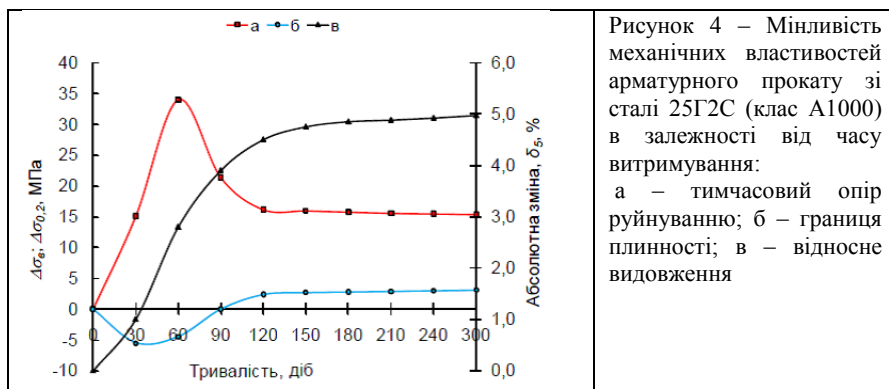 а б в
40
35
30
25
20
15
10
5
0
-5
-10
Δσв; Δσ0,2, МПа
0 30 60 90 120 150 180 210 240 300
Тривалість, діб
6,0
5,0
4,0
3,0
2,0
1,0
0,0
Абсолютна зміна, δ5, %
Рисунок 4 – Мінливість
механічних властивостей
арматурного прокату зі
сталі 25Г2С (клас А1000)
в залежності від часу
витримування:
а – тимчасовий опір
руйнуванню; б – границя
плинності; в – відносне
видовження